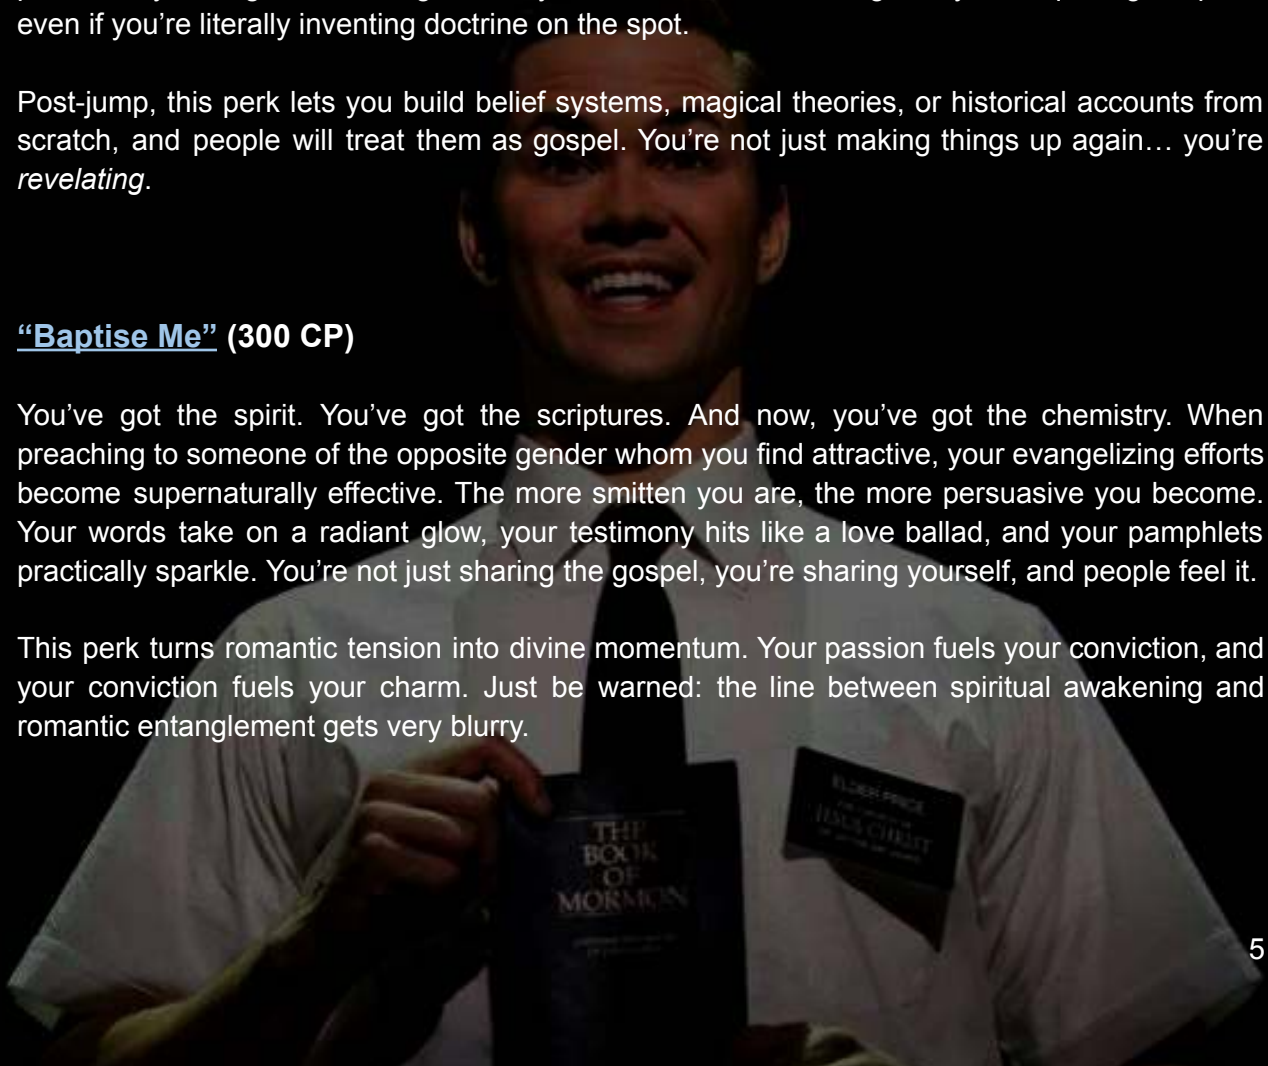 even if you’re literally inventing doctrine on the spot.
Post-jump, this perk lets you build belief systems, magical theories, or historical accounts from
scratch, and people will treat them as gospel. You’re not just making things up again… you’re
revelating.
“Baptise Me” (300 CP)
You’ve got the spirit. You’ve got the scriptures. And now, you’ve got the chemistry. When
preaching to someone of the opposite gender whom you find attractive, your evangelizing efforts
become supernaturally effective. The more smitten you are, the more persuasive you become.
Your words take on a radiant glow, your testimony hits like a love ballad, and your pamphlets
practically sparkle. You’re not just sharing the gospel, you’re sharing yourself, and people feel it.
This perk turns romantic tension into divine momentum. Your passion fuels your conviction, and
your conviction fuels your charm. Just be warned: the line between spiritual awakening and
romantic entanglement gets very blurry.
ELDER PRICE
JESUS CHRIST
THE
BOOK
OF
MORMON
5